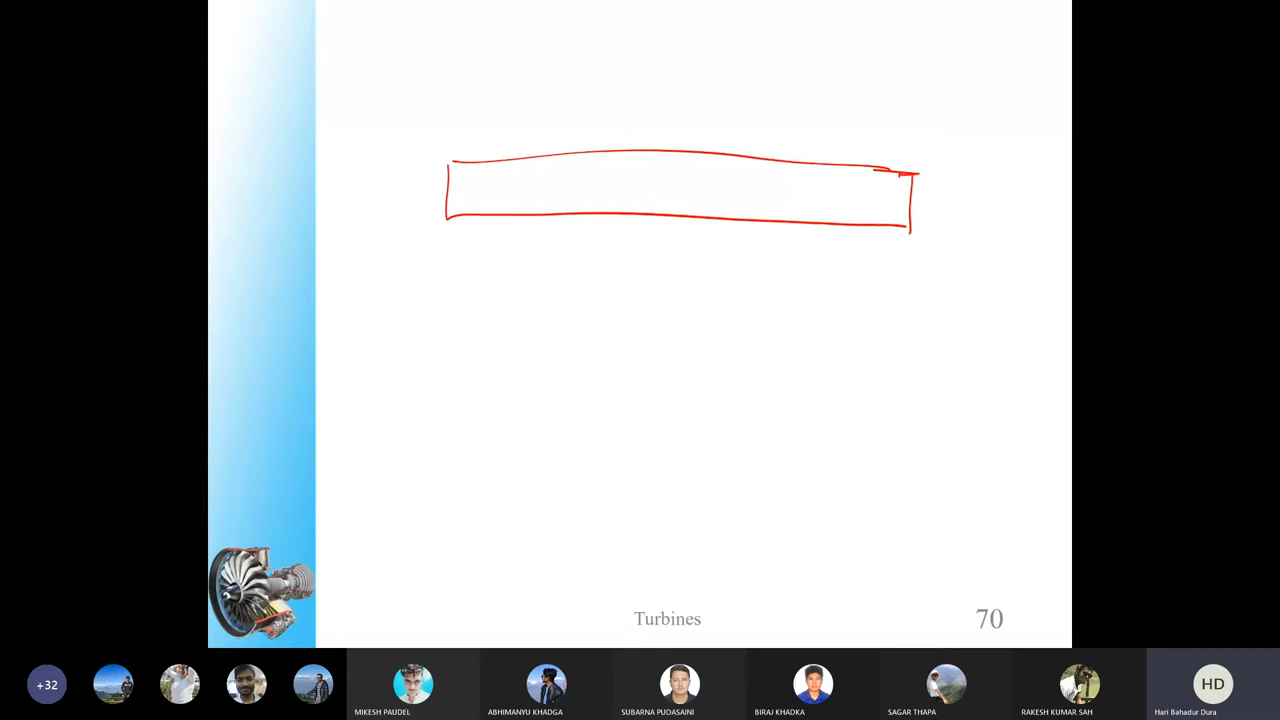 Turbines
70
+32
MIKESH PAUDEL
ABHIMANYU KHADGA
SUBARNA PUDASAINI
BIRAJ KHADKA
SAGAR THAPA
RAKESH KUMAR SAH
HD
Hari Bahadur Dura